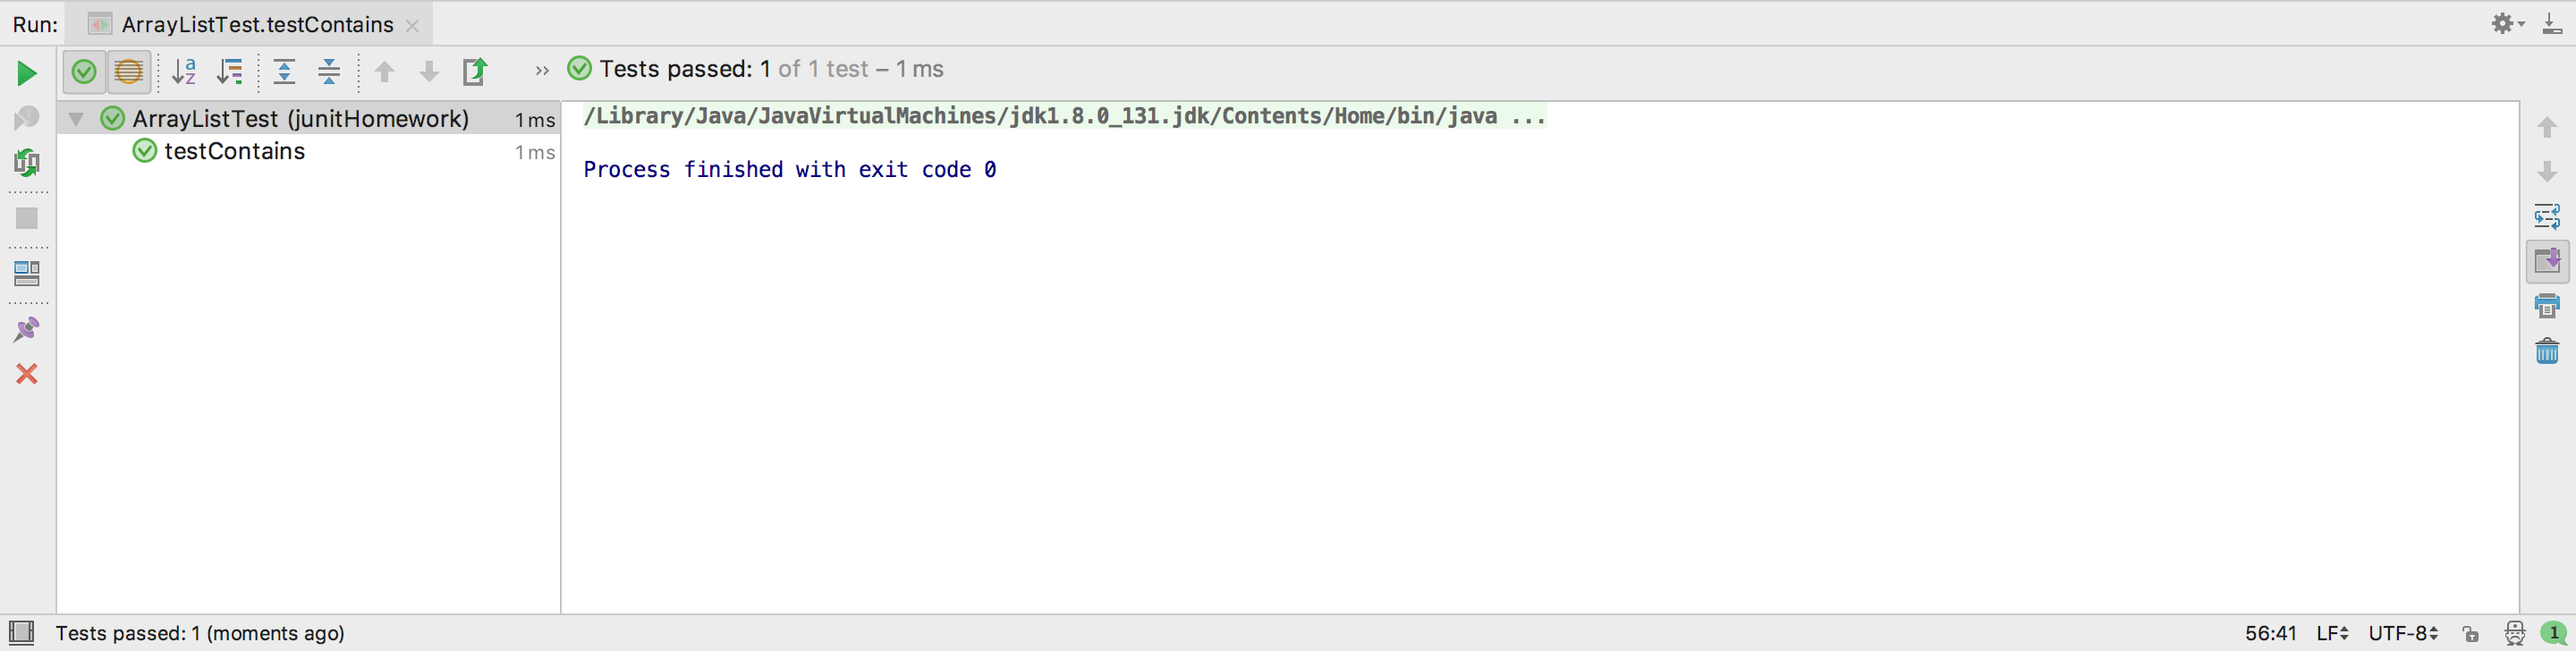 Run: ArrayListTest.testContains
» Tests passed: 1 of 1 test – 1 ms
ArrayListTest (junitHomework) 1 ms
testContains 1 ms
/Library/Java/JavaVirtualMachines/jdk1.8.0_131.jdk/Contents/Home/bin/java ...
Process finished with exit code 0
Tests passed: 1 (moments ago) 56:41 LF UTF-8 1